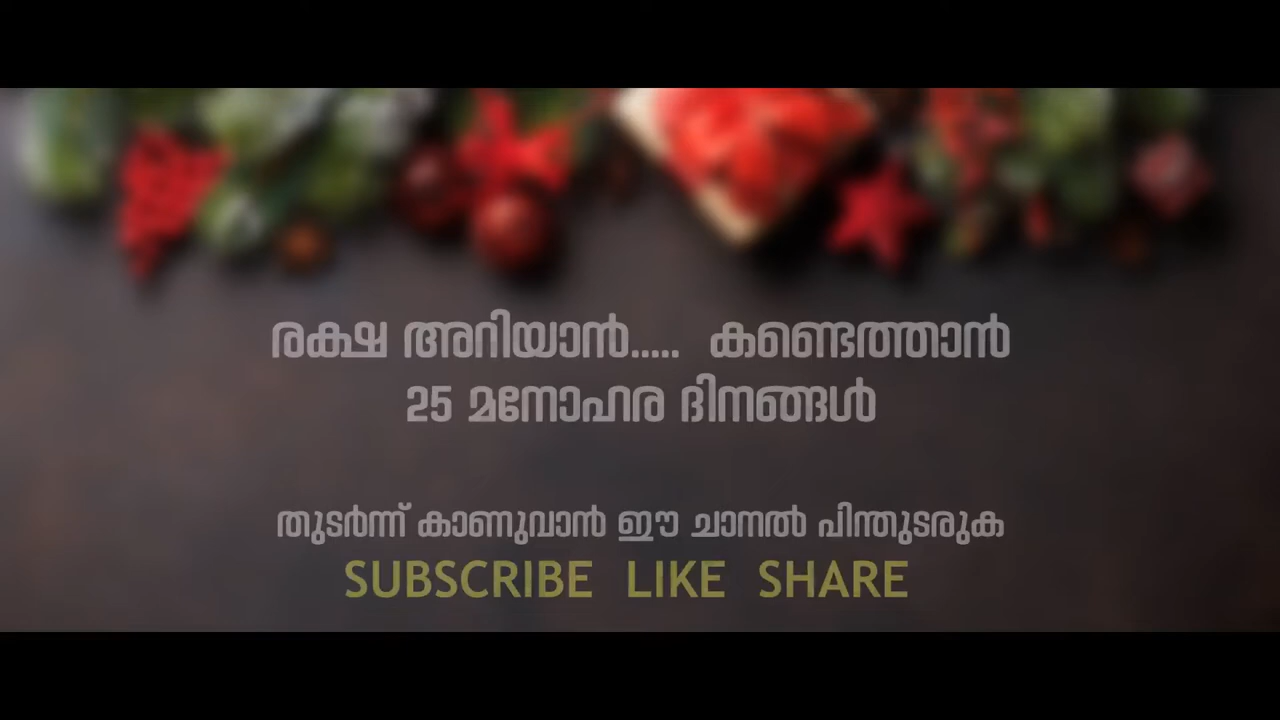 രക്ഷ അറിയാൻ..... കണ്ടെത്താൻ
25 മനോഹര ദിനങ്ങൾ
തുടർന്ന് കാണുവാൻ ഈ ചാനൽ പിന്തുടരുക
SUBSCRIBE LIKE SHARE